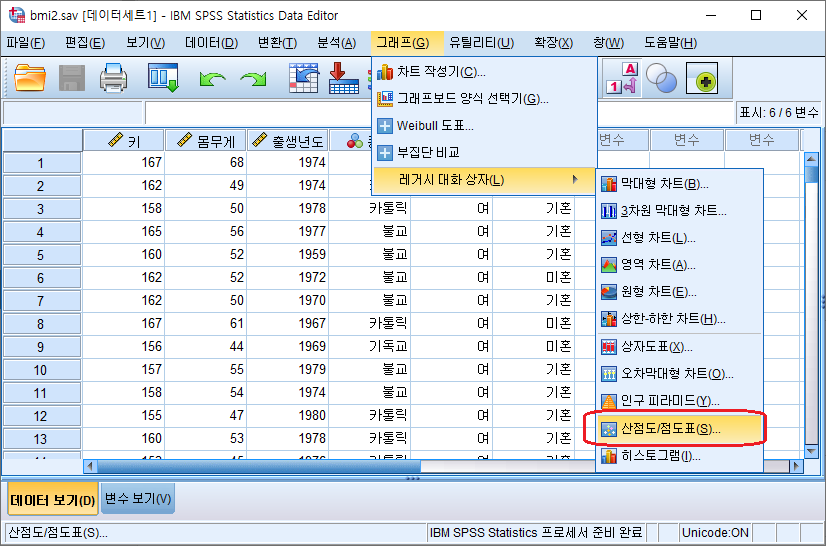 bmi2.sav [데이터세트1] - IBM SPSS Statistics Data Editor
파일(F) 편집(E) 보기(V) 데이터(D) 변환(T) 분석(A) 그래프(G) 유틸리티(U) 확장(X) 창(W) 도움말(H)
차트 작성기(C)...
그래프보드 양식 선택기(G)...
Weibull 도표...
부집단 비교
레거시 대화 상자(L)
막대형 차트(B)...
3차원 막대형 차트...
선형 차트(L)...
영역 차트(A)...
원형 차트(E)...
상한-하한 차트(H)...
상자도표(X)...
오차막대형 차트(O)...
인구 피라미드(Y)...
산점도/점도표(S)...
히스토그램(I)...
A
1
표시: 6 / 6 변수
키 몸무게 출생년도 변수 변수 변수
1 167 68 1974
2 162 49 1974
3 158 50 1978 카톨릭 여 기혼
4 165 56 1977 불교 여 기혼
5 160 52 1959 불교 여 기혼
6 162 52 1972 불교 여 미혼
7 162 50 1970 불교 여 기혼
8 167 61 1967 카톨릭 여 미혼
9 156 44 1969 기독교 여 미혼
10 157 55 1979 불교 여 기혼
11 158 54 1974 불교 여 기혼
12 155 47 1980 카톨릭 여 기혼
13 160 53 1978 카톨릭 여 기혼
데이터 보기(D) 변수 보기(V)
산점도/점도표(S)... IBM SPSS Statistics 프로세서 준비 완료 Unicode:ON